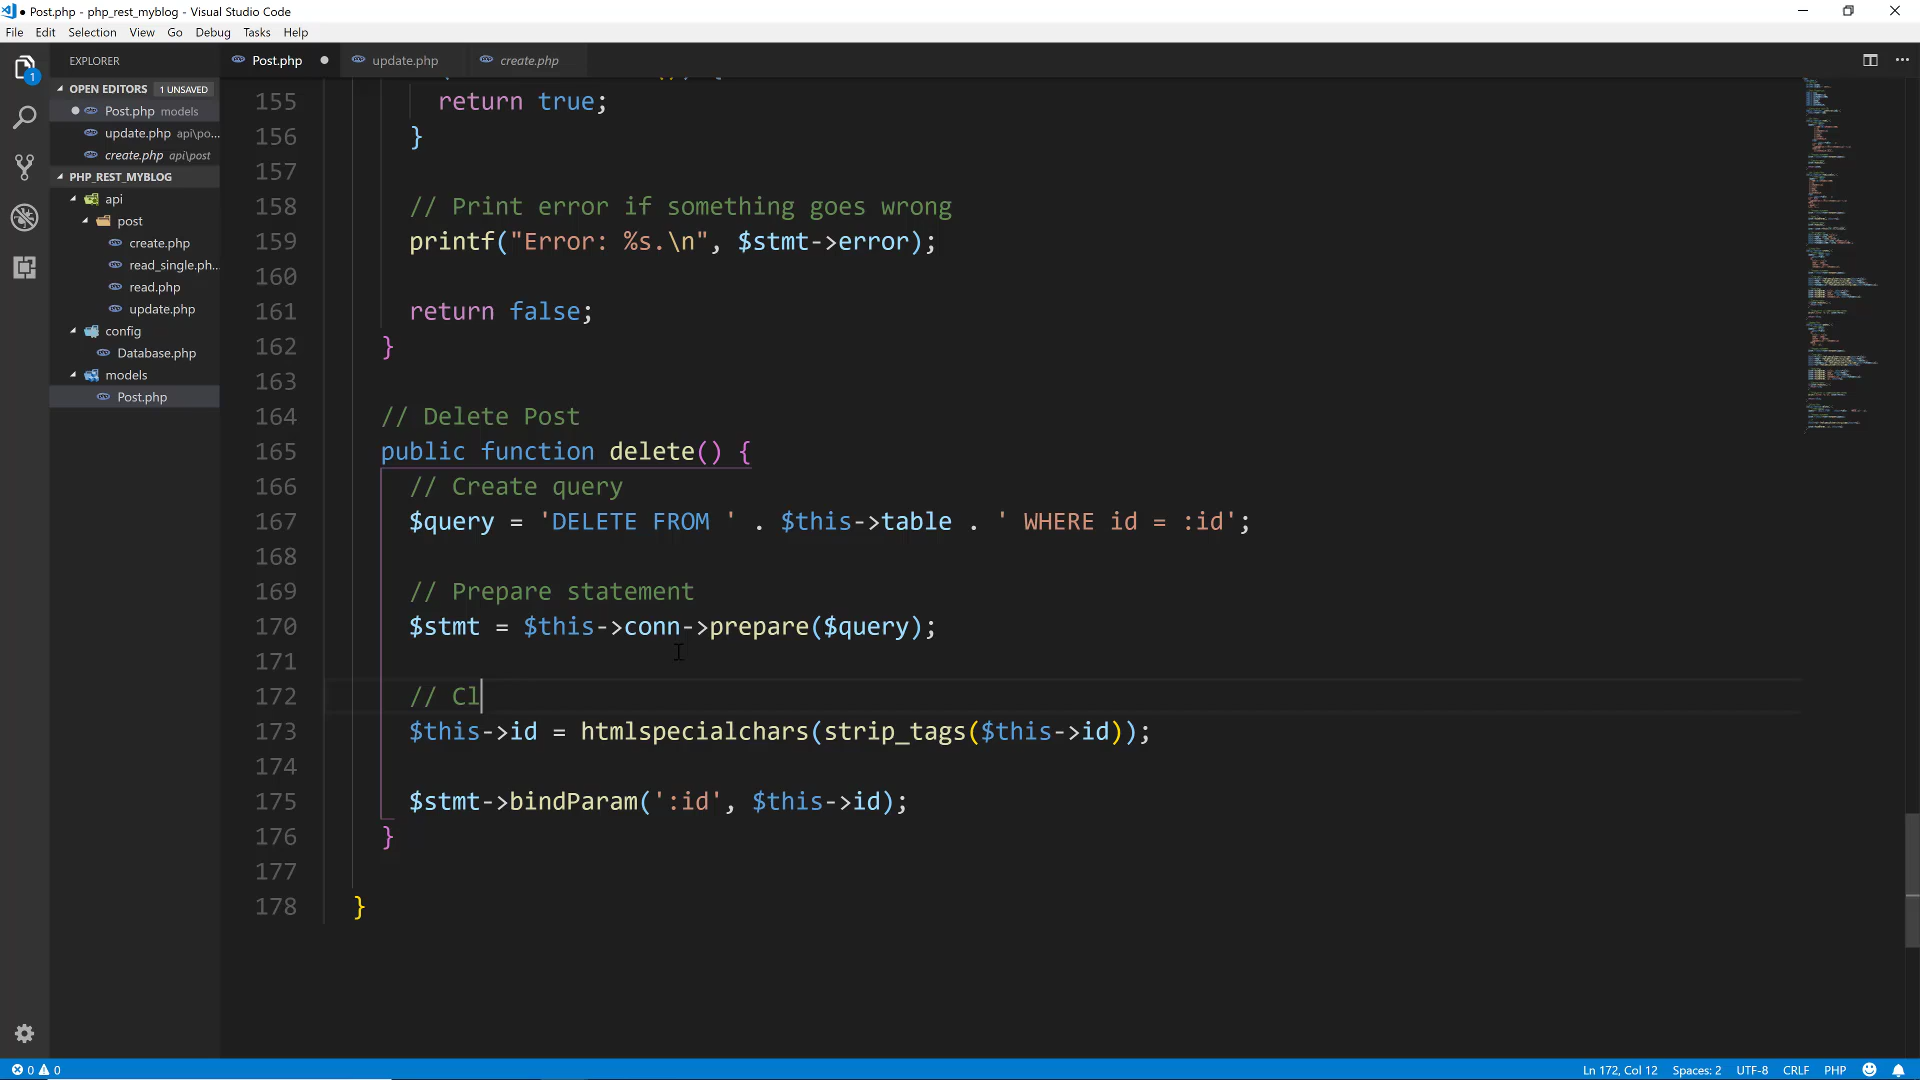 Post.php - php_rest_myblog - Visual Studio Code
File Edit Selection View Go Debug Tasks Help
EXPLORER
Post.php update.php create.php
OPEN EDITORS 1 UNSAVED
Post.php models
update.php api\po...
create.php api\post
PHP_REST_MYBLOG
api
post
create.php
read_single.ph...
read.php
update.php
config
Database.php
models
Post.php
1
155 return true;
156 }
157
158 // Print error if something goes wrong
159 printf("Error: %s.\n", $stmt->error);
160
161 return false;
162 }
163
164 // Delete Post
165 public function delete() {
166 // Create query
167 $query = 'DELETE FROM ' . $this->table . ' WHERE id = :id';
168
169 // Prepare statement
170 $stmt = $this->conn->prepare($query);
171
172 // Cl
173 $this->id = htmlspecialchars(strip_tags($this->id));
174
175 $stmt->bindParam(':id', $this->id);
176 }
177
178 }
0 0 Ln 172, Col 12 Spaces: 2 UTF-8 CRLF PHP